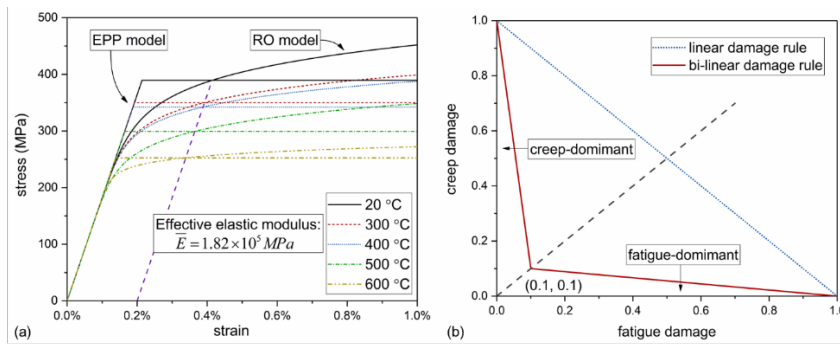 500
400
300
200
100
0
stress (MPa)
EPP model
RO model
Effective elastic modulus:
E̅ = 1.82×10⁵ MPa
20 °C
300 °C
400 °C
500 °C
600 °C
0.0%
0.2%
0.4%
0.6%
0.8%
1.0%
strain
(a)
1.0
0.8
0.6
0.4
0.2
0.0
creep damage
linear damage rule
bi-linear damage rule
creep-domimant
fatigue-domimant
(0.1, 0.1)
0.0
0.2
0.4
0.6
0.8
1.0
fatigue damage
(b)